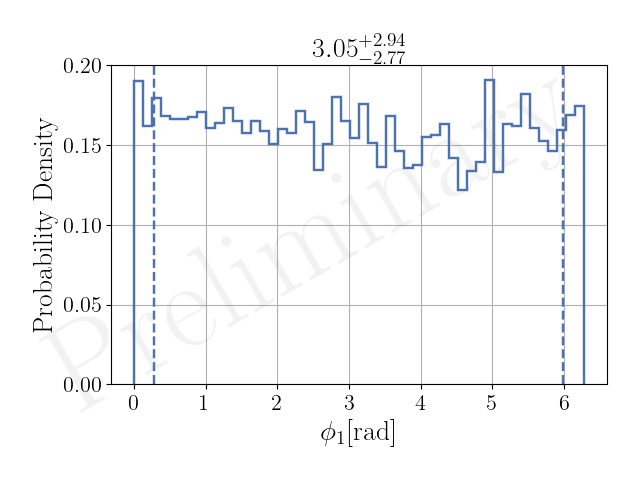 3.05^{+2.94}_{-2.77}
0.20
0.15
0.10
0.05
0.00
Probability Density
Preliminary
0 1 2 3 4 5 6
ϕ₁[rad]